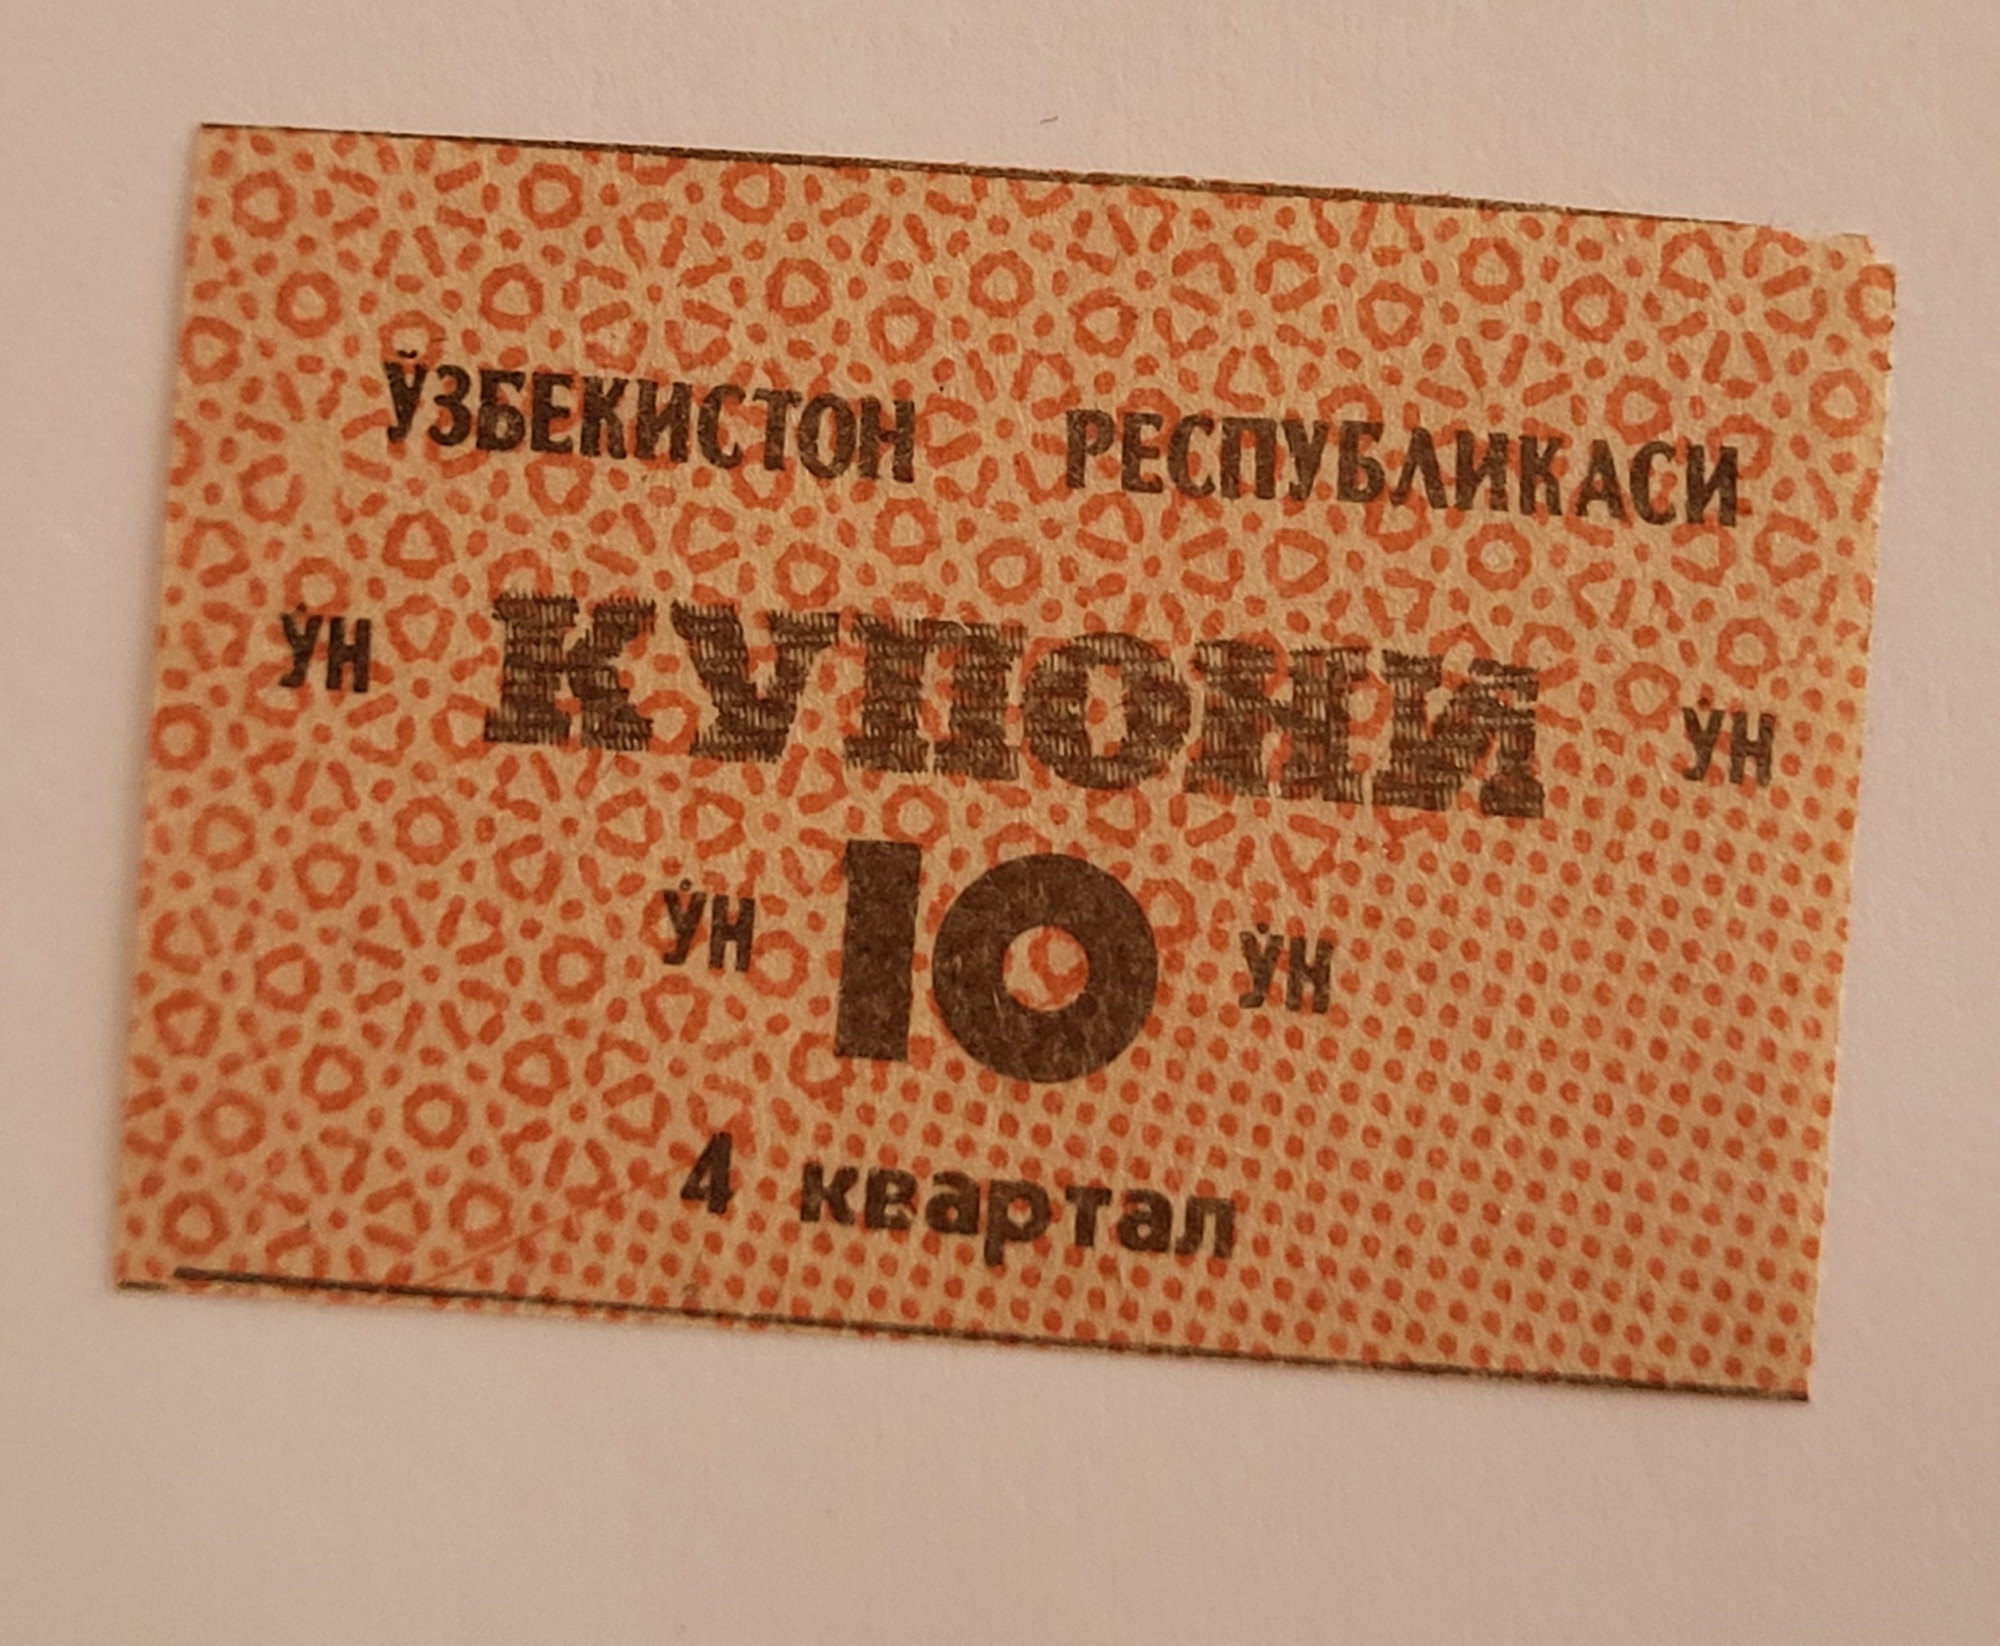 ЎЗБЕКИСТОН РЕСПУБЛИКАСИ
ЎН КУПОНИ ЎН
ЎН 10 ЎН
4 квартал